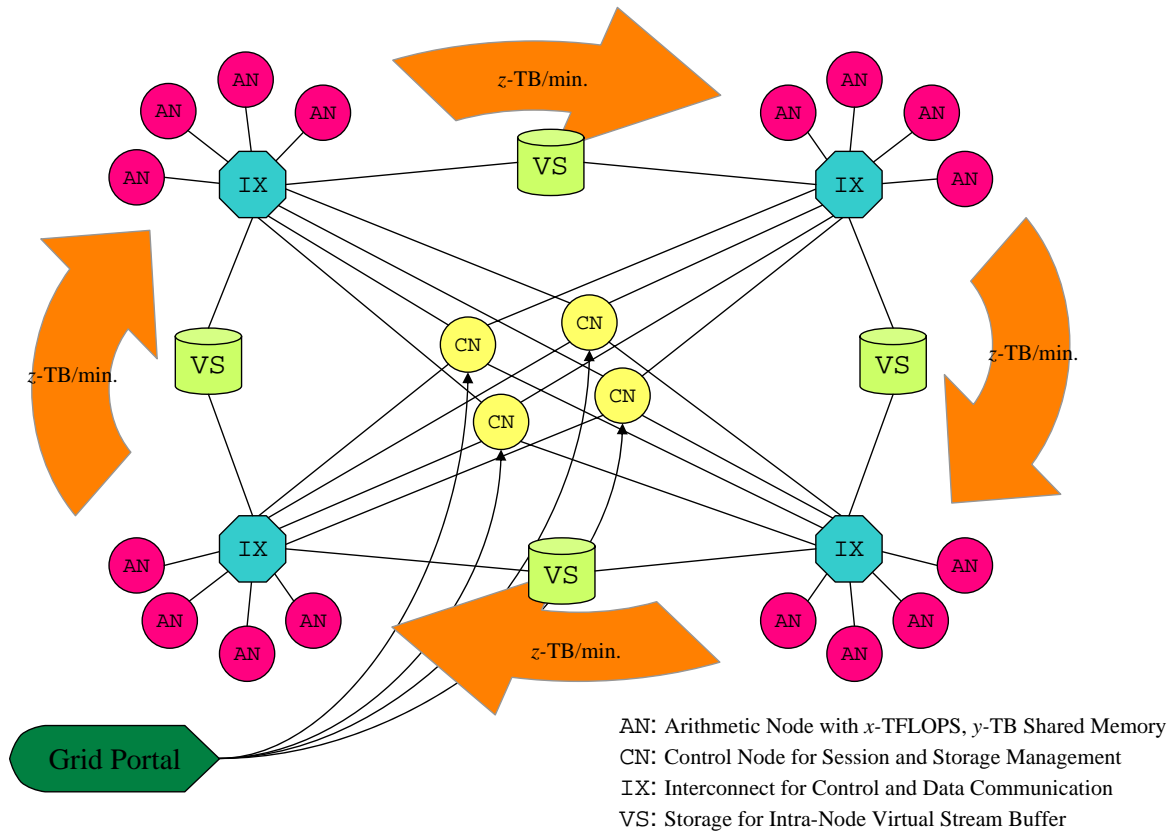 z-TB/min.
AN
AN
AN
AN
IX
VS
AN
AN
AN
AN
IX
CN
CN
CN
CN
VS
z-TB/min.
VS
z-TB/min.
IX
AN
AN
AN
AN
VS
z-TB/min.
IX
AN
AN
AN
AN
Grid Portal
AN: Arithmetic Node with x-TFLOPS, y-TB Shared Memory
CN: Control Node for Session and Storage Management
IX: Interconnect for Control and Data Communication
VS: Storage for Intra-Node Virtual Stream Buffer